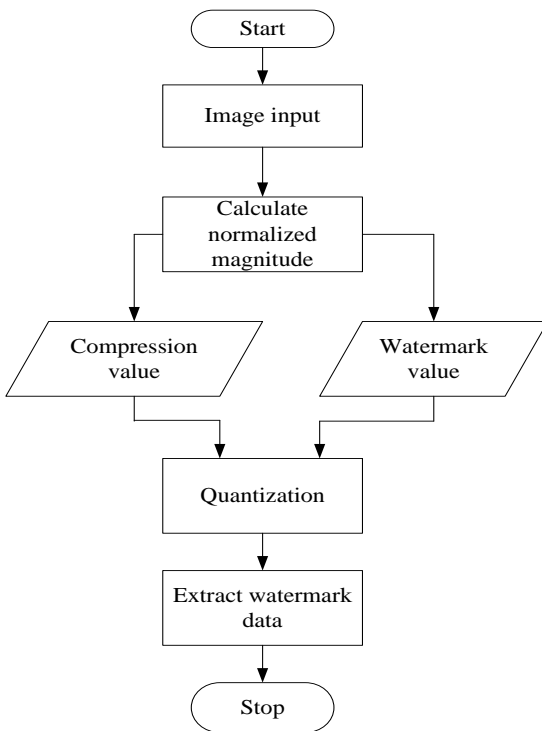 Start
Image input
Calculate
normalized
magnitude
Compression
value
Watermark
value
Quantization
Extract watermark
data
Stop